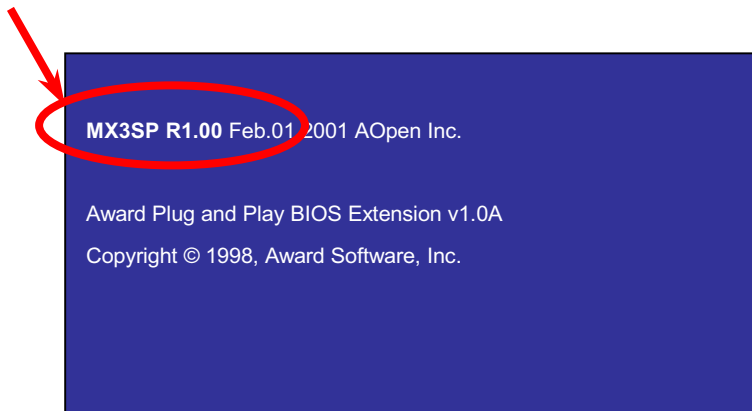 MX3SP R1.00 Feb.01 2001 AOpen Inc.
Award Plug and Play BIOS Extension v1.0A
Copyright © 1998, Award Software, Inc.